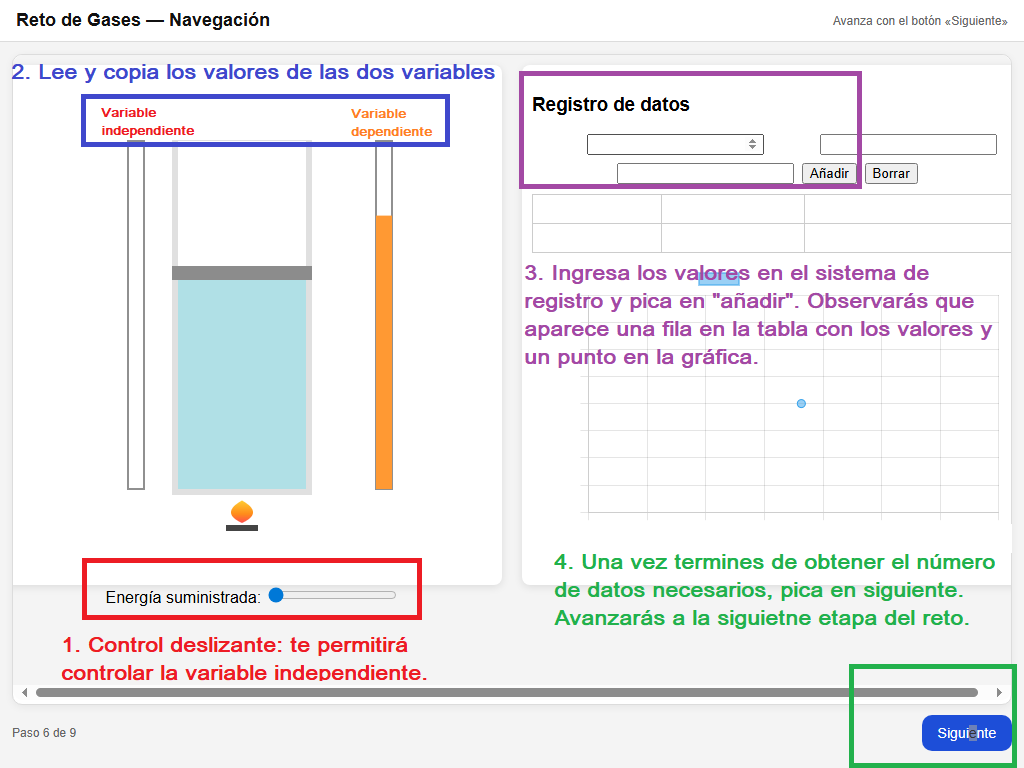 Reto de Gases — Navegación
Avanza con el botón «Siguiente»
2. Lee y copia los valores de las dos variables
Variable
independiente
Variable
dependiente
Registro de datos
Añadir
Borrar
3. Ingresa los valores en el sistema de
registro y pica en "añadir". Observarás que
aparece una fila en la tabla con los valores y
un punto en la gráfica.
Energía suministrada:
1. Control deslizante: te permitirá
controlar la variable independiente.
4. Una vez termines de obtener el número
de datos necesarios, pica en siguiente.
Avanzarás a la siguietne etapa del reto.
Paso 6 de 9
Siguiente